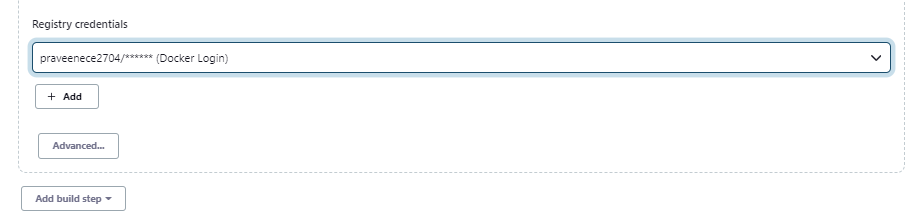 Registry credentials
praveenece2704/****** (Docker Login)
+ Add
Advanced...
Add build step